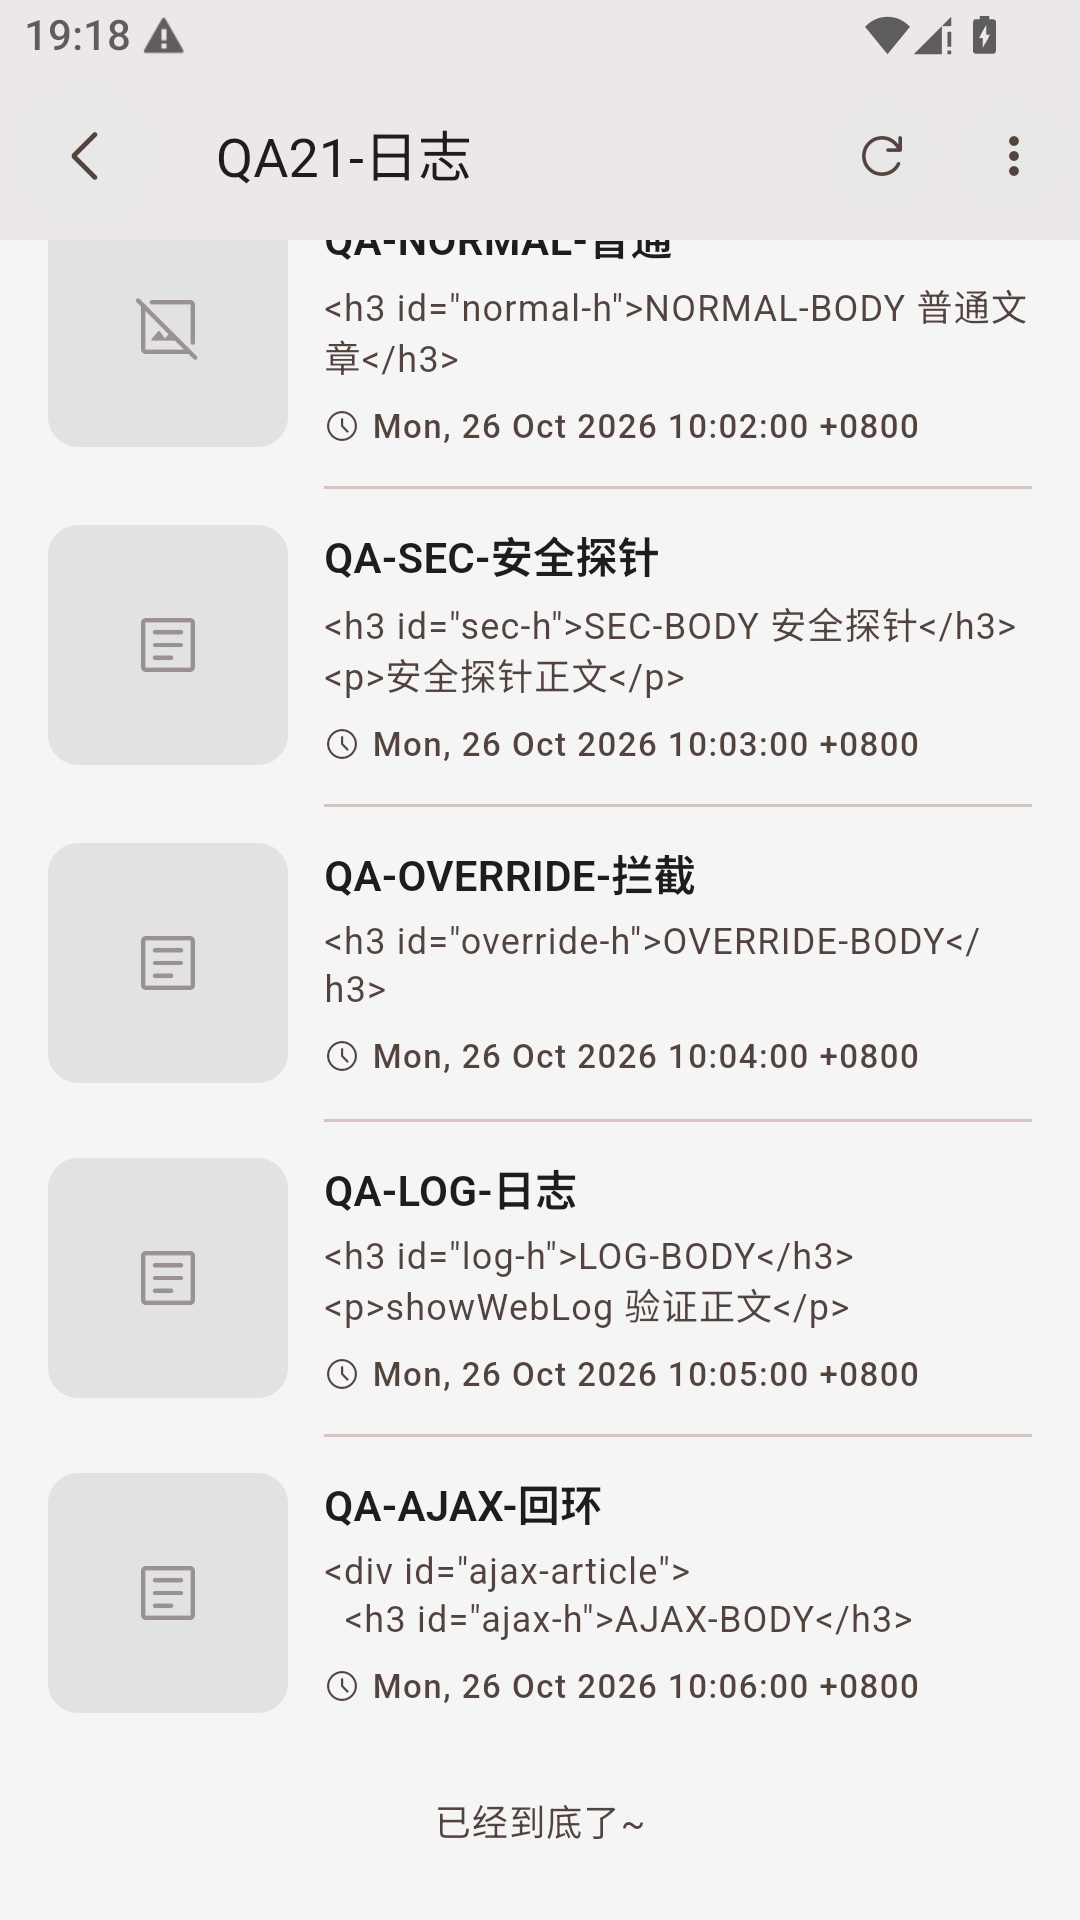 19:18
QA21-日志
QA-NORMAL-普通
<h3 id="normal-h">NORMAL-BODY 普通文
章</h3>
Mon, 26 Oct 2026 10:02:00 +0800
QA-SEC-安全探针
<h3 id="sec-h">SEC-BODY 安全探针</h3>
<p>安全探针正文</p>
Mon, 26 Oct 2026 10:03:00 +0800
QA-OVERRIDE-拦截
<h3 id="override-h">OVERRIDE-BODY</
h3>
Mon, 26 Oct 2026 10:04:00 +0800
QA-LOG-日志
<h3 id="log-h">LOG-BODY</h3>
<p>showWebLog 验证正文</p>
Mon, 26 Oct 2026 10:05:00 +0800
QA-AJAX-回环
<div id="ajax-article">
<h3 id="ajax-h">AJAX-BODY</h3>
Mon, 26 Oct 2026 10:06:00 +0800
已经到底了~